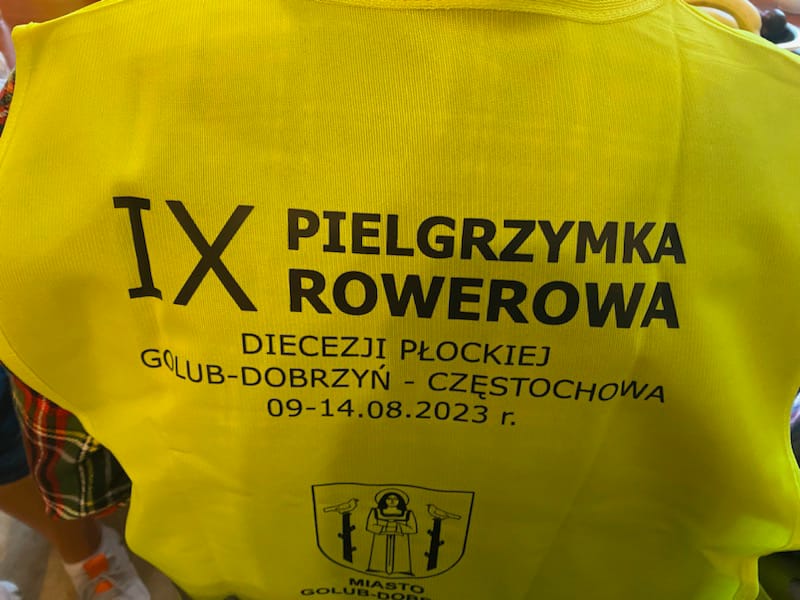 IX PIELGRZYMKA
ROWEROWA
DIECEZJI PŁOCKIEJ
GOLUB-DOBRZYŃ - CZĘSTOCHOWA
09-14.08.2023 r.
MIASTO